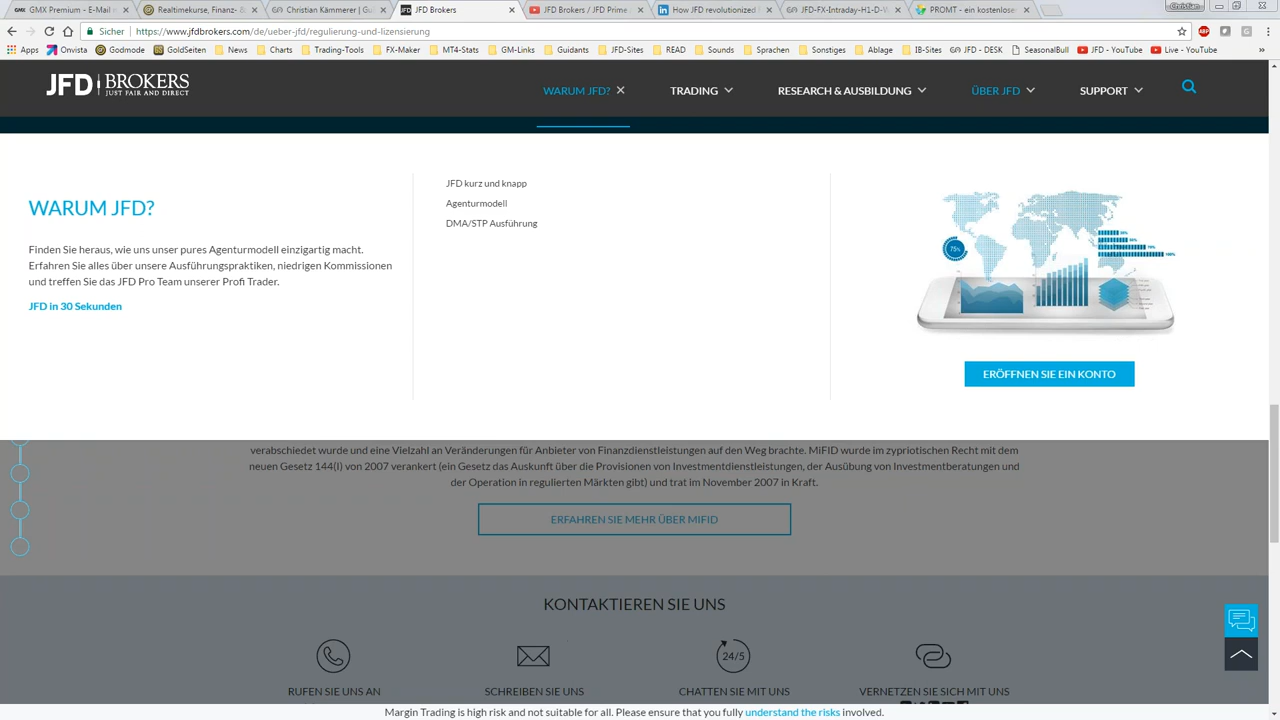 GMX Premium – E-Mail
Realtimekurse, Finanz- &
Christian Kämmerer | Gu
JFD Brokers
JFD Brokers / JFD Prime
How JFD revolutionized
JFD-FX-Intraday-H1-D-W
PROMT - ein kostenlose
Christian
Sicher | https://www.jfdbrokers.com/de/ueber-jfd/regulierung-und-lizensierung
Apps Onvista Godmode GoldSeiten News Charts Trading-Tools FX-Maker MT4-Stats GM-Links Guidants JFD-Sites READ Sounds Sprachen Sonstiges Ablage IB-Sites JFD - DESK SeasonalBull JFD - YouTube Live - YouTube »
JFD BROKERS
JUST FAIR AND DIRECT
WARUM JFD? TRADING RESEARCH & AUSBILDUNG ÜBER JFD SUPPORT
WARUM JFD?
Finden Sie heraus, wie uns unser pures Agenturmodell einzigartig macht.
Erfahren Sie alles über unsere Ausführungspraktiken, niedrigen Kommissionen
und treffen Sie das JFD Pro Team unserer Profi Trader.
JFD in 30 Sekunden
JFD kurz und knapp
Agenturmodell
DMA/STP Ausführung
75%
100%
ERÖFFNEN SIE EIN KONTO
verabschiedet wurde und eine Vielzahl an Veränderungen für Anbieter von Finanzdienstleistungen auf den Weg brachte. MiFID wurde im zypriotischen Recht mit dem
neuen Gesetz 144(I) von 2007 verankert (ein Gesetz das Auskunft über die Provisionen von Investmentdienstleistungen, der Ausübung von Investmentberatungen und
der Operation in regulierten Märkten gibt) und trat im November 2007 in Kraft.
ERFAHREN SIE MEHR ÜBER MIFID
KONTAKTIEREN SIE UNS
24/5
RUFEN SIE UNS AN
SCHREIBEN SIE UNS
CHATTEN SIE MIT UNS
VERNETZEN SIE SICH MIT UNS
Margin Trading is high risk and not suitable for all. Please ensure that you fully understand the risks involved.